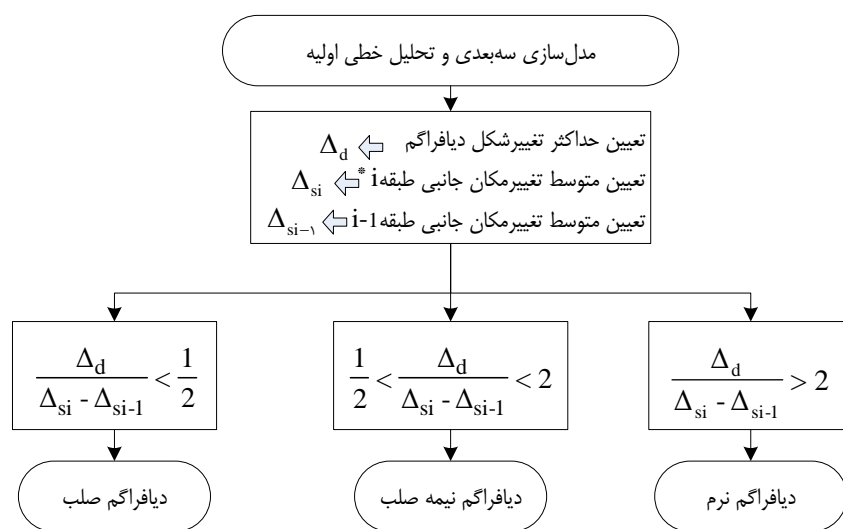 مدل‌سازی سه‌بعدی و تحلیل خطی اولیه
تعیین حداکثر تغییرشکل دیافراگم ⇦ Δd
تعیین متوسط تغییرمکان جانبی طبقه i* ⇦ Δsi
تعیین متوسط تغییرمکان جانبی طبقه i-1 ⇦ Δsi-۱
Δd / (Δsi - Δsi-1) > 2
1/2 < Δd / (Δsi - Δsi-1) < 2
Δd / (Δsi - Δsi-1) < 1/2
دیافراگم نرم
دیافراگم نیمه صلب
دیافراگم صلب